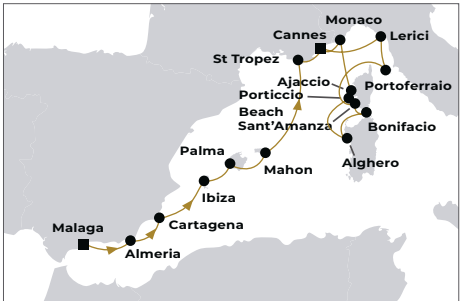 Monaco
Cannes
Lerici
St Tropez
Ajaccio
Portoferraio
Porticcio
Beach
Sant'Amanza
Bonifacio
Palma
Mahon
Alghero
Ibiza
Cartagena
Malaga
Almeria